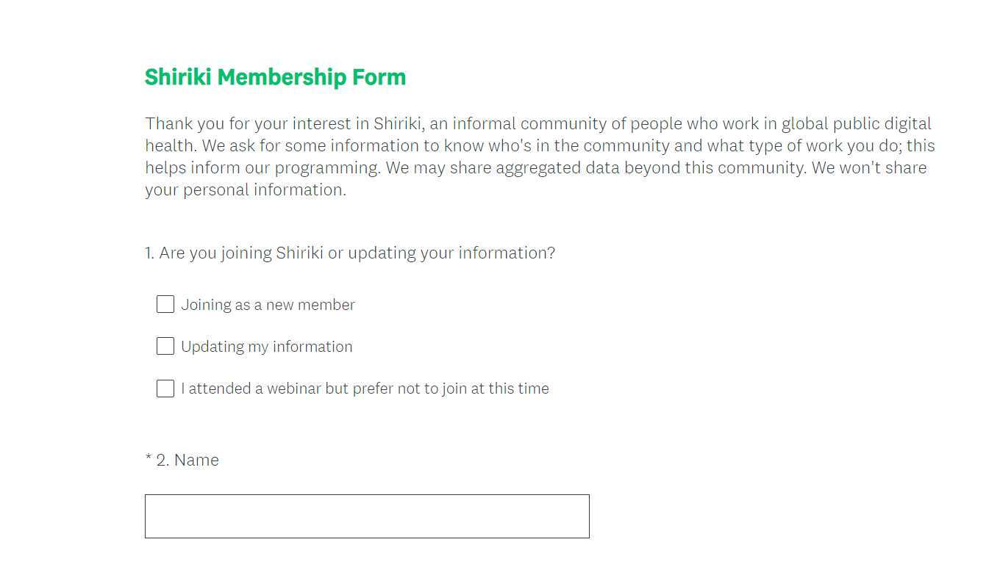 Shiriki Membership Form
Thank you for your interest in Shiriki, an informal community of people who work in global public digital
health. We ask for some information to know who's in the community and what type of work you do; this
helps inform our programming. We may share aggregated data beyond this community. We won't share
your personal information.
1. Are you joining Shiriki or updating your information?
Joining as a new member
Updating my information
I attended a webinar but prefer not to join at this time
* 2. Name